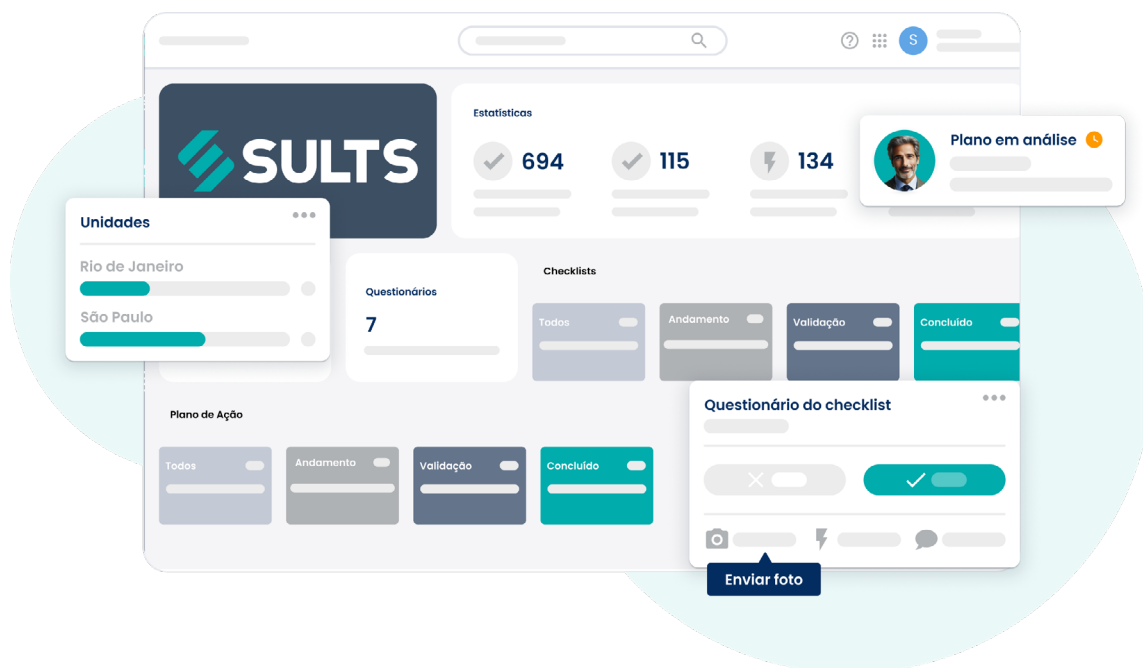 S
SULTS
Estatísticas
694
115
134
Plano em análise
Unidades
Rio de Janeiro
São Paulo
Questionários
7
Checklists
Todos
Andamento
Validação
Concluído
Plano de Ação
Todos
Andamento
Validação
Concluído
Questionário do checklist
Enviar foto